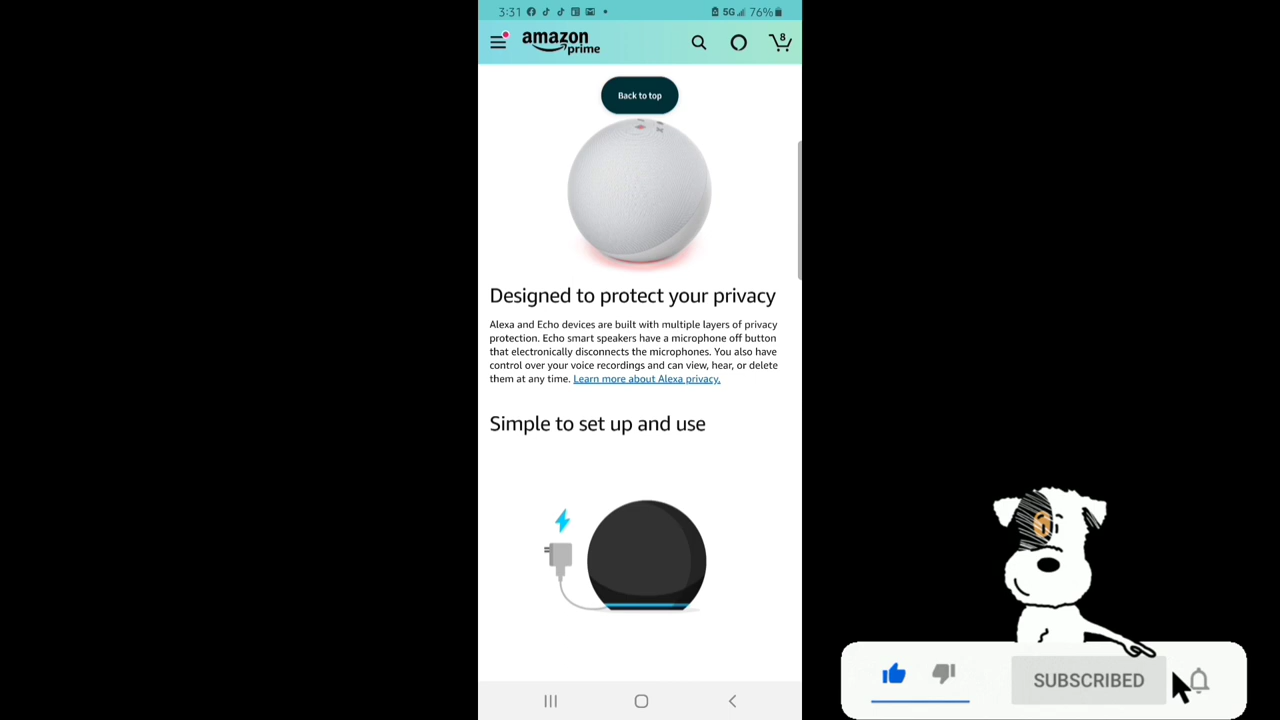 3:31
5G
76%
amazon
prime
8
Back to top
Designed to protect your privacy
Alexa and Echo devices are built with multiple layers of privacy
protection. Echo smart speakers have a microphone off button
that electronically disconnects the microphones. You also have
control over your voice recordings and can view, hear, or delete
them at any time. Learn more about Alexa privacy.
Simple to set up and use
SUBSCRIBED